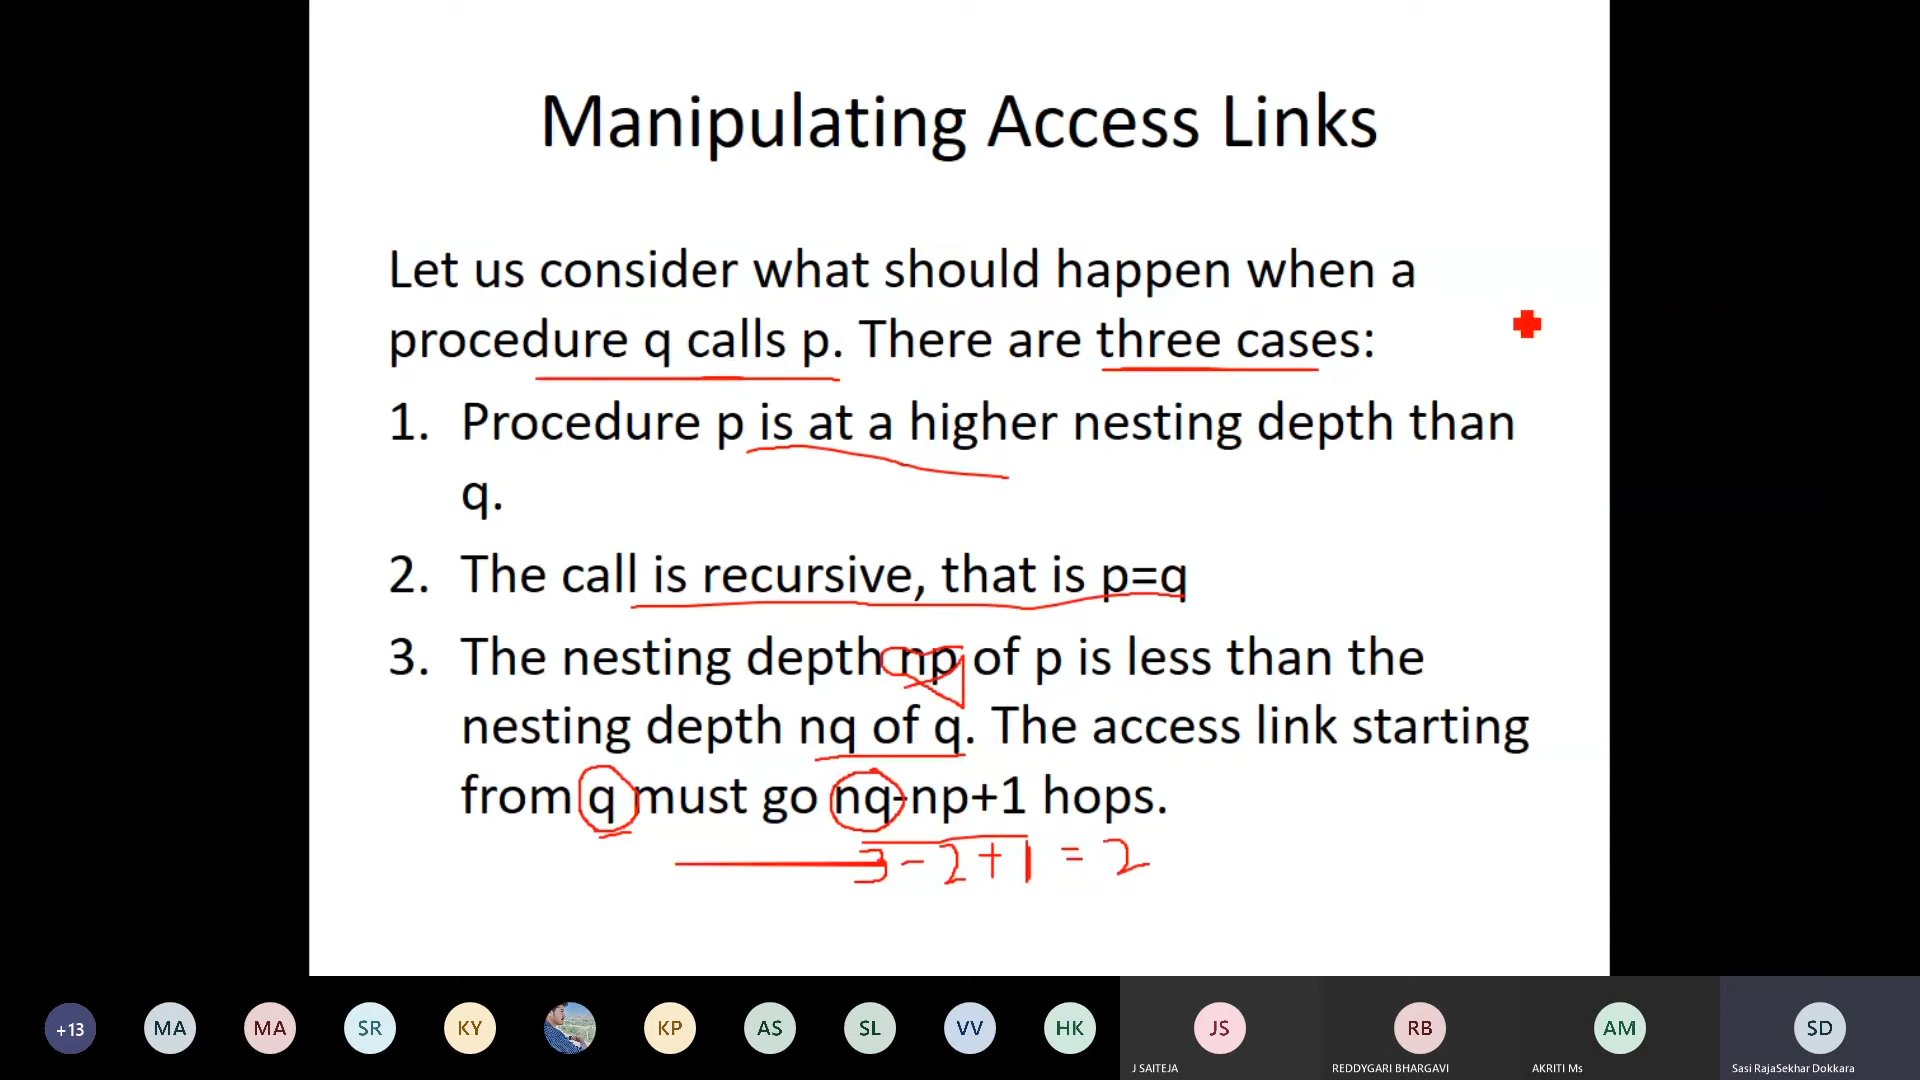 Manipulating Access Links
Let us consider what should happen when a
procedure q calls p. There are three cases:
1. Procedure p is at a higher nesting depth than
q.
2. The call is recursive, that is p=q
3. The nesting depth np of p is less than the
nesting depth nq of q. The access link starting
from q must go nq-np+1 hops.
3-2+1 = 2
+13 MA MA SR KY KP AS SL VV HK JS RB AM SD
J SAITEJA REDDYGARI BHARGAVI AKRITI Ms Sasi RajaSekhar Dokkara